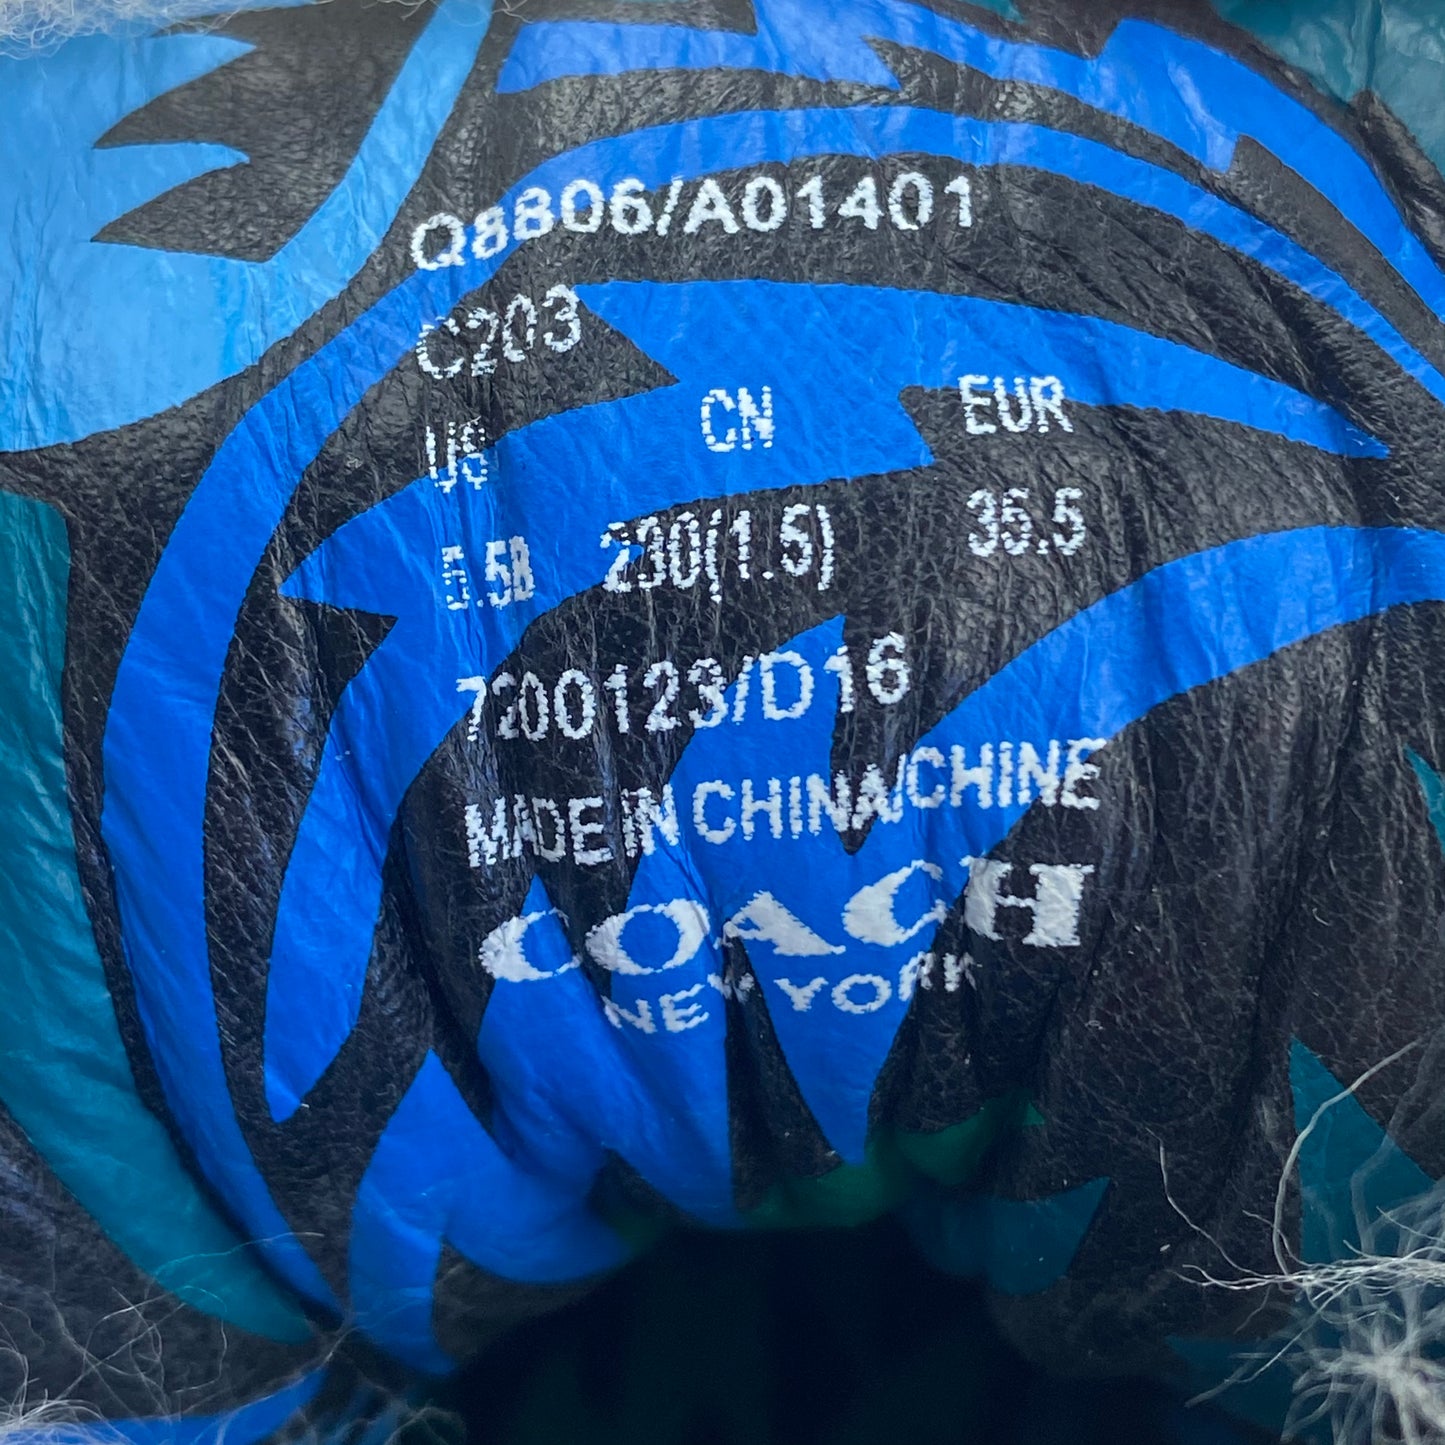 Q8B06/A01401
C203
US CN EUR
5.5B 230(1.5) 35.5
7200123/D16
MADE IN CHINA/CHINE
COACH
NEW YORK